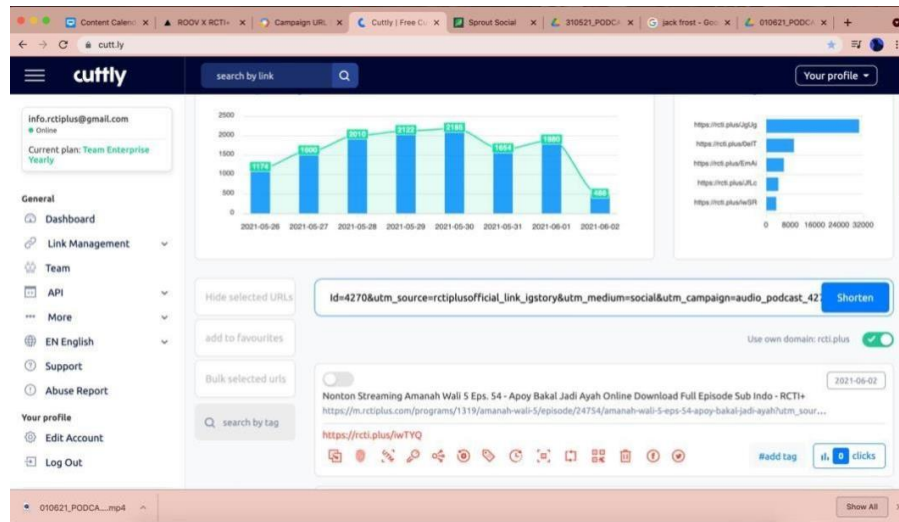 Content Calend
ROOV X RCTI+
Campaign URL
Cuttly | Free Cu
Sprout Social
310521_PODCA
jack frost - Goo
010621_PODCA
cutt.ly
cuttly
search by link
Your profile
info.rctiplus@gmail.com
Online
Current plan: Team Enterprise
Yearly
General
Dashboard
Link Management
Team
API
More
EN English
Support
Abuse Report
Your profile
Edit Account
Log Out
2500
2000
1500
1000
500
0
1174
1600
2010
2122
2185
1654
1880
488
2021-05-26 2021-05-27 2021-05-28 2021-05-29 2021-05-30 2021-05-31 2021-06-01 2021-06-02
https://rcti.plus/JgUg
https://rcti.plus/0elT
https://rcti.plus/EmAi
https://rcti.plus/JfLc
https://rcti.plus/iwSR
0 8000 16000 24000 32000
Hide selected URLs
add to favourites
Bulk selected urls
search by tag
Id=4270&utm_source=rctiplusofficial_link_igstory&utm_medium=social&utm_campaign=audio_podcast_427
Shorten
Use own domain: rcti.plus
2021-06-02
Nonton Streaming Amanah Wali 5 Eps. 54 - Apoy Bakal Jadi Ayah Online Download Full Episode Sub Indo - RCTI+
https://m.rctiplus.com/programs/1319/amanah-wali-5/episode/24754/amanah-wali-5-eps-54-apoy-bakal-jadi-ayah?utm_sour...
https://rcti.plus/iwTYQ
#add tag
0 clicks
010621_PODCA....mp4
Show All